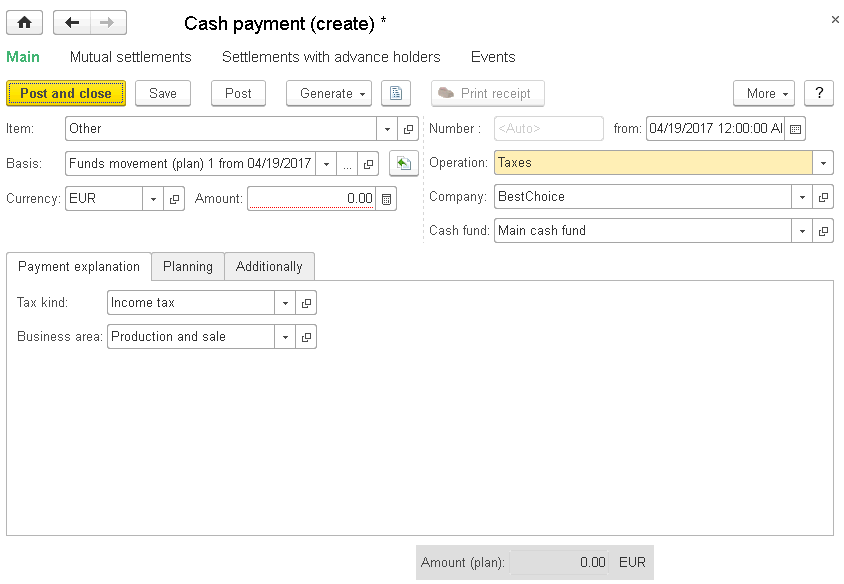 Cash payment (create) *
Main Mutual settlements Settlements with advance holders Events
Post and close Save Post Generate Print receipt More ?
Item: Other Number : <Auto> from: 04/19/2017 12:00:00 AM
Basis: Funds movement (plan) 1 from 04/19/2017 ... Operation: Taxes
Currency: EUR Amount: 0.00 Company: BestChoice
Cash fund: Main cash fund
Payment explanation Planning Additionally
Tax kind: Income tax
Business area: Production and sale
Amount (plan): 0.00 EUR